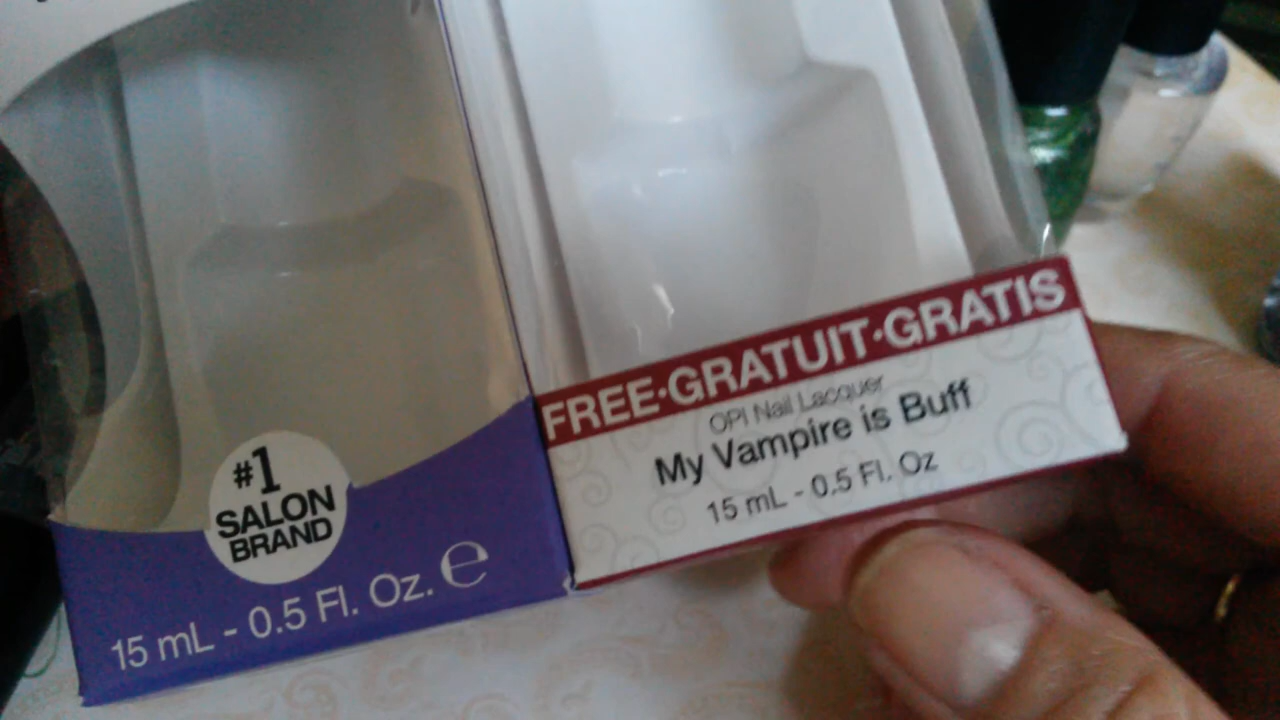 #1
SALON
BRAND
15 mL - 0.5 Fl. Oz. ℮
FREE·GRATUIT·GRATIS
OPI Nail Lacquer
My Vampire is Buff
15 mL - 0.5 Fl. Oz